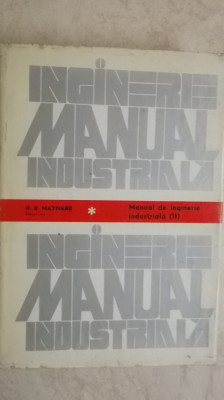 INGINERIE
MANUAL
INDUSTRIALĂ
H. B. MAYNARD
*
Manual de inginerie
industrială (II)
INGINERIE
MANUAL
INDUSTRIALĂ